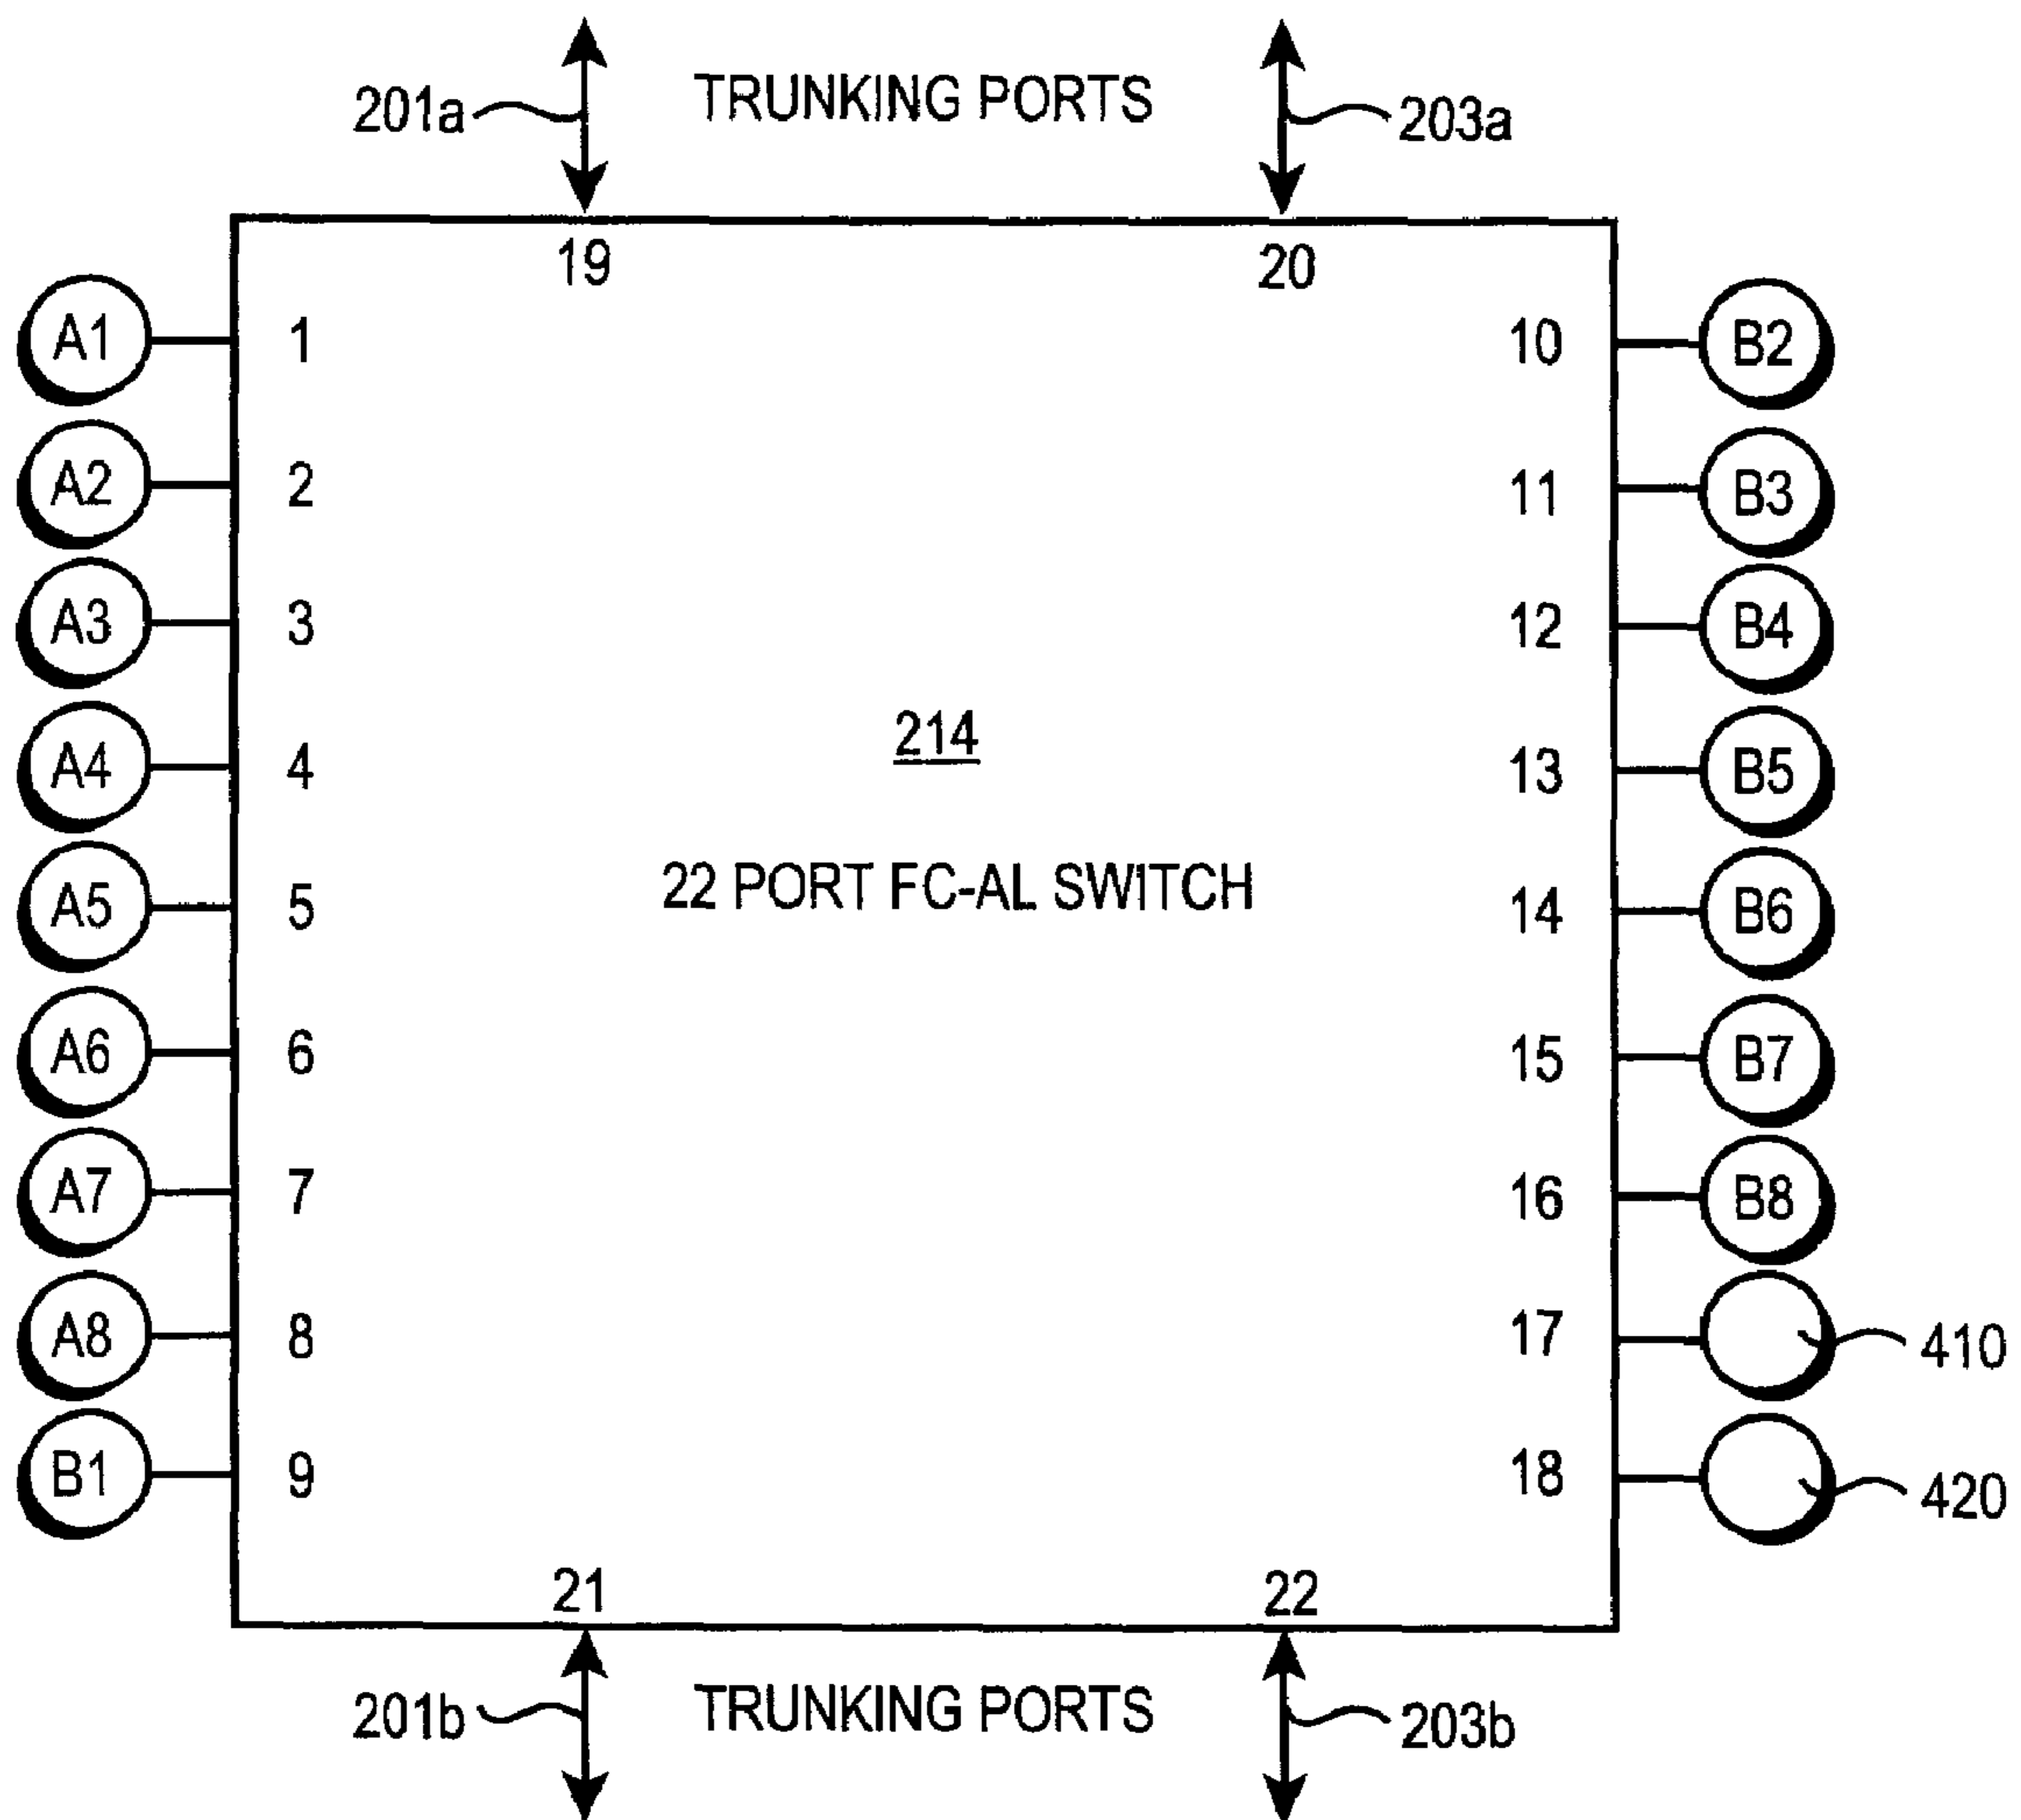 201a TRUNKING PORTS 203a
19 20
A1 1 10 B2
A2 2 11 B3
A3 3 12 B4
A4 4 13 B5
214
A5 5 22 PORT FC-AL SWITCH 14 B6
A6 6 15 B7
A7 7 16 B8
A8 8 17 410
B1 9 18 420
21 22
201b TRUNKING PORTS 203b